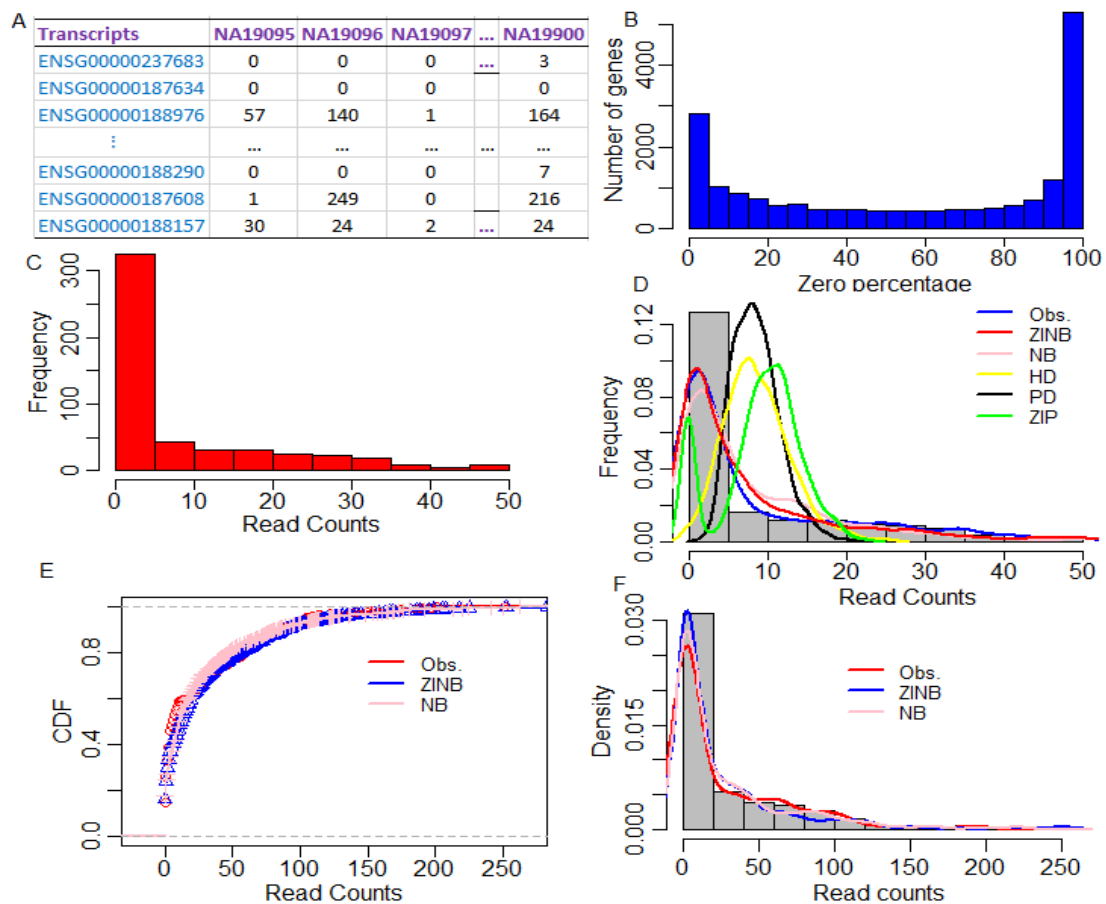 A
Transcripts NA19095 NA19096 NA19097 ... NA19900
ENSG00000237683 0 0 0 ... 3
ENSG00000187634 0 0 0 0
ENSG00000188976 57 140 1 164
⋮ ... ... ... ... ...
ENSG00000188290 0 0 7
ENSG00000187608 1 249 0 216
ENSG00000188157 30 24 2 ... 24
B
Number of genes
0 2000 4000
0 20 40 60 80 100
Zero percentage
C
Frequency
0 100 300
0 10 20 30 40 50
Read Counts
D
Frequency
0.00 0.04 0.08 0.12
0 10 20 30 40 50
Read Counts
Obs.
ZINB
NB
HD
PD
ZIP
E
CDF
0.0 0.4 0.8
0 50 100 150 200 250
Read Counts
Obs.
ZINB
NB
F
Density
0.000 0.015 0.030
0 50 100 150 200 250
Read counts
Obs.
ZINB
NB